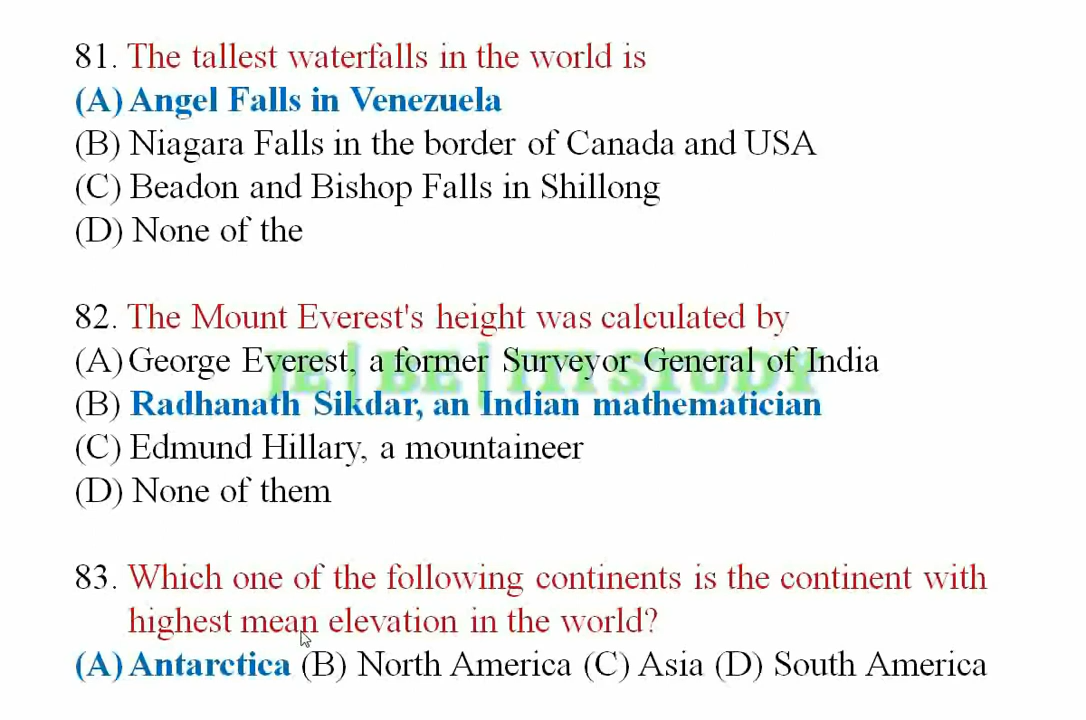 81. The tallest waterfalls in the world is
(A) Angel Falls in Venezuela
(B) Niagara Falls in the border of Canada and USA
(C) Beadon and Bishop Falls in Shillong
(D) None of the
82. The Mount Everest's height was calculated by
(A) George Everest, a former Surveyor General of India
JE | BE | ITI STUDY
(B) Radhanath Sikdar, an Indian mathematician
(C) Edmund Hillary, a mountaineer
(D) None of them
83. Which one of the following continents is the continent with
highest mean elevation in the world?
(A) Antarctica (B) North America (C) Asia (D) South America